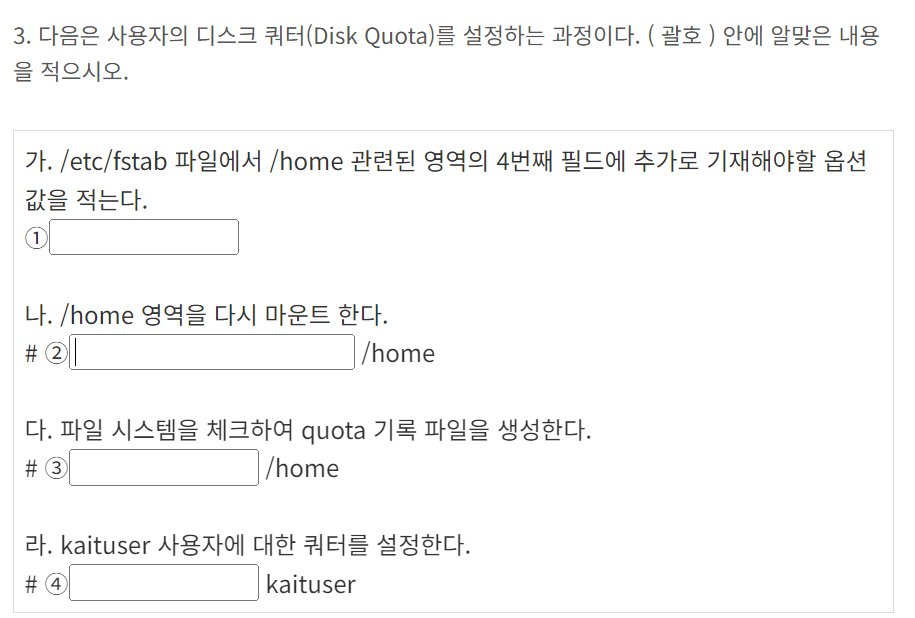 3. 다음은 사용자의 디스크 쿼터(Disk Quota)를 설정하는 과정이다. ( 괄호 ) 안에 알맞은 내용
을 적으시오.
가. /etc/fstab 파일에서 /home 관련된 영역의 4번째 필드에 추가로 기재해야할 옵션
값을 적는다.
①
나. /home 영역을 다시 마운트 한다.
# ② /home
다. 파일 시스템을 체크하여 quota 기록 파일을 생성한다.
# ③ /home
라. kaituser 사용자에 대한 쿼터를 설정한다.
# ④ kaituser